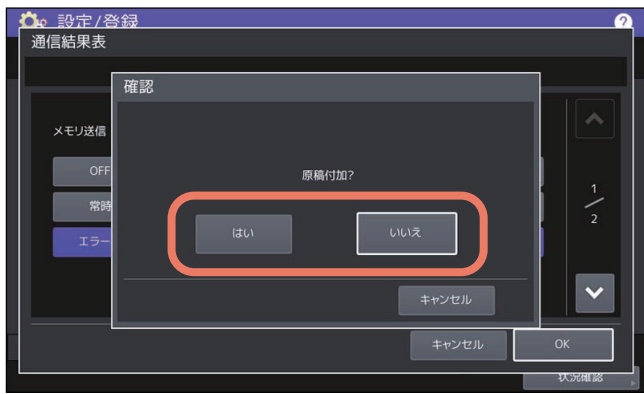 設定/登録
?
通信結果表
確認
メモリ送信
原稿付加?
OFF
常時
エラー
はい
いいえ
1
/
2
キャンセル
キャンセル
OK
状況確認